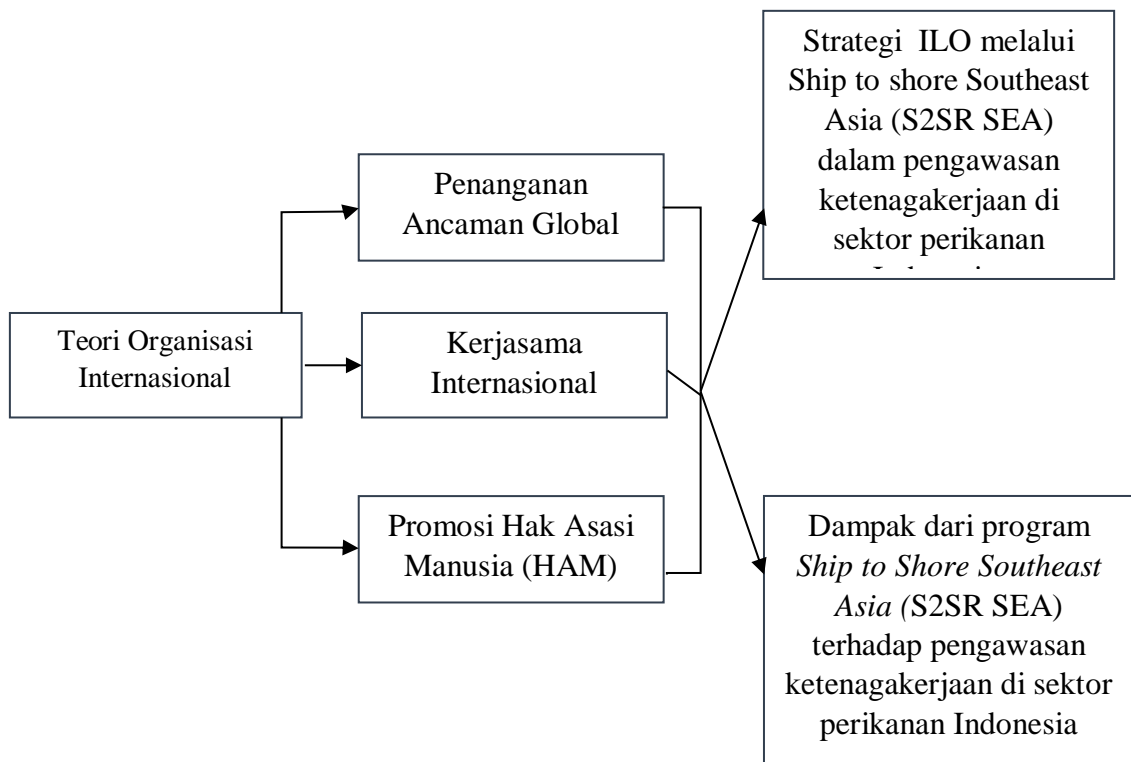 Teori Organisasi
Internasional
Penanganan
Ancaman Global
Kerjasama
Internasional
Promosi Hak Asasi
Manusia (HAM)
Strategi ILO melalui
Ship to shore Southeast
Asia (S2SR SEA)
dalam pengawasan
ketenagakerjaan di
sektor perikanan
Dampak dari program
Ship to Shore Southeast
Asia (S2SR SEA)
terhadap pengawasan
ketenagakerjaan di sektor
perikanan Indonesia